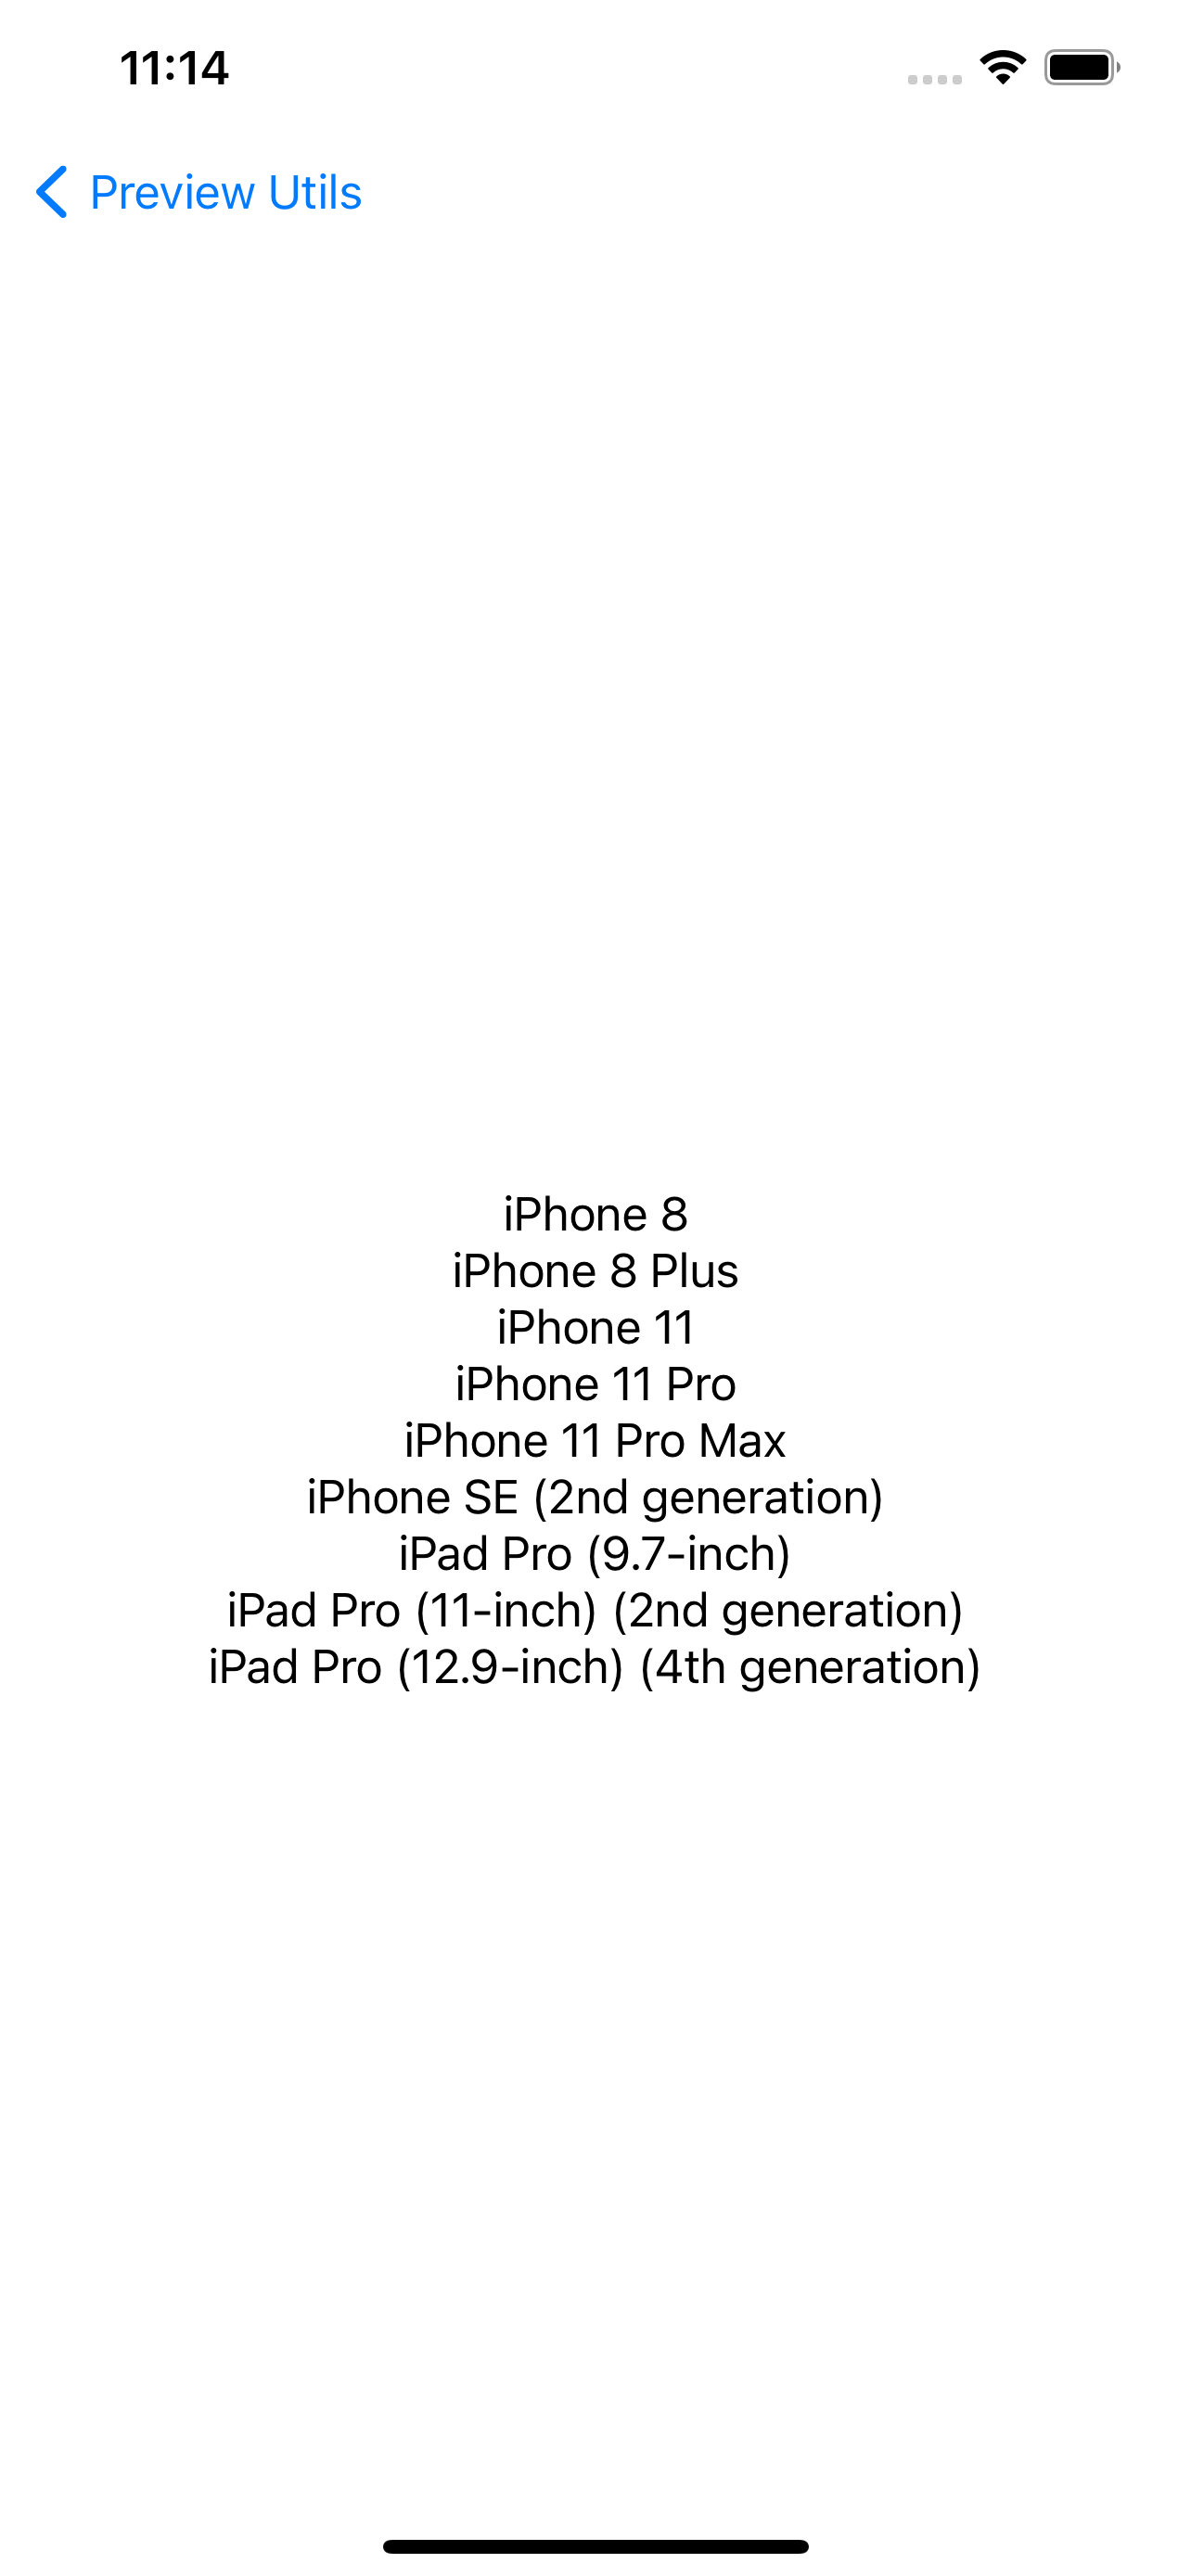 11:14
Preview Utils
iPhone 8
iPhone 8 Plus
iPhone 11
iPhone 11 Pro
iPhone 11 Pro Max
iPhone SE (2nd generation)
iPad Pro (9.7-inch)
iPad Pro (11-inch) (2nd generation)
iPad Pro (12.9-inch) (4th generation)